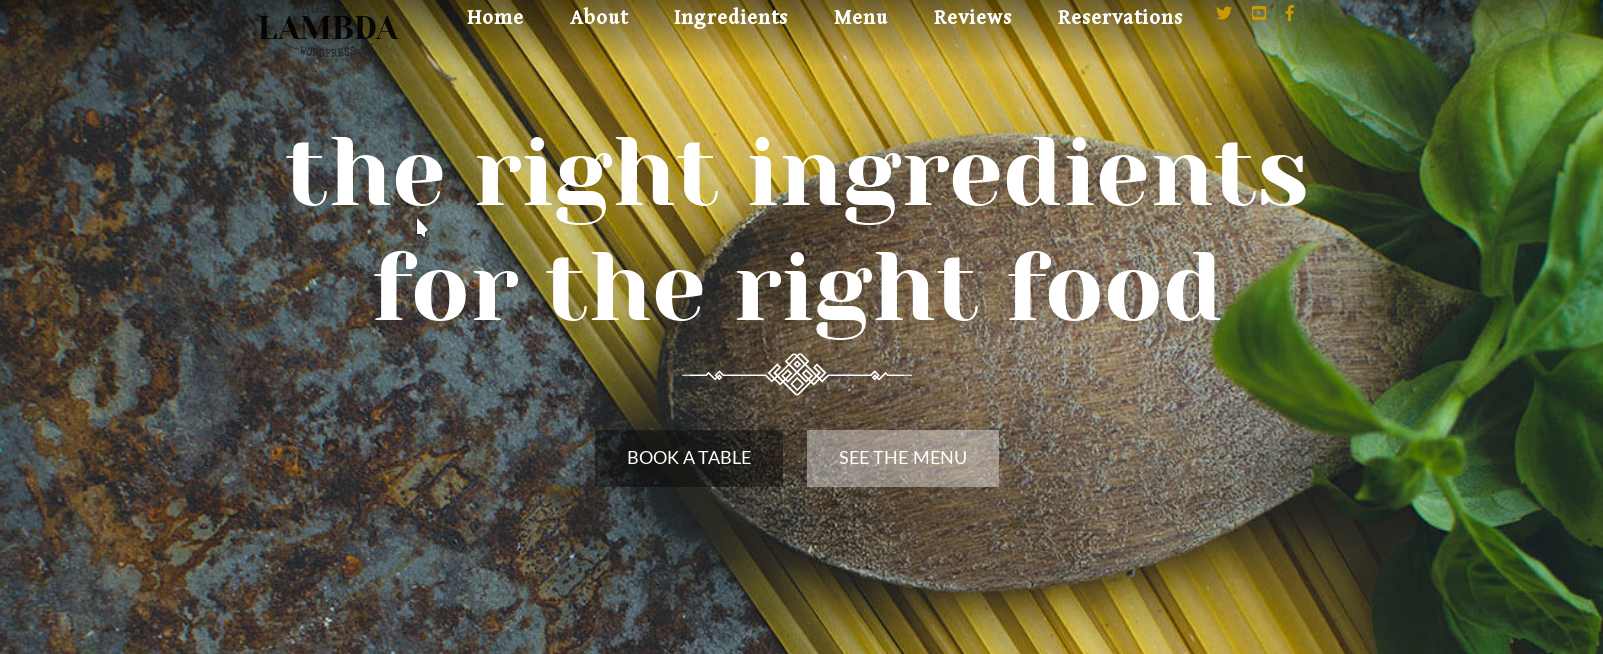 LAMBDA
WORDPRESS
Home About Ingredients Menu Reviews Reservations
the right ingredients
for the right food
BOOK A TABLE SEE THE MENU